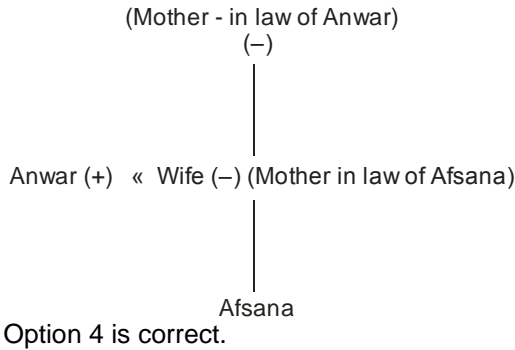 (Mother - in law of Anwar)
(–)
Anwar (+) « Wife (–) (Mother in law of Afsana)
Afsana
Option 4 is correct.